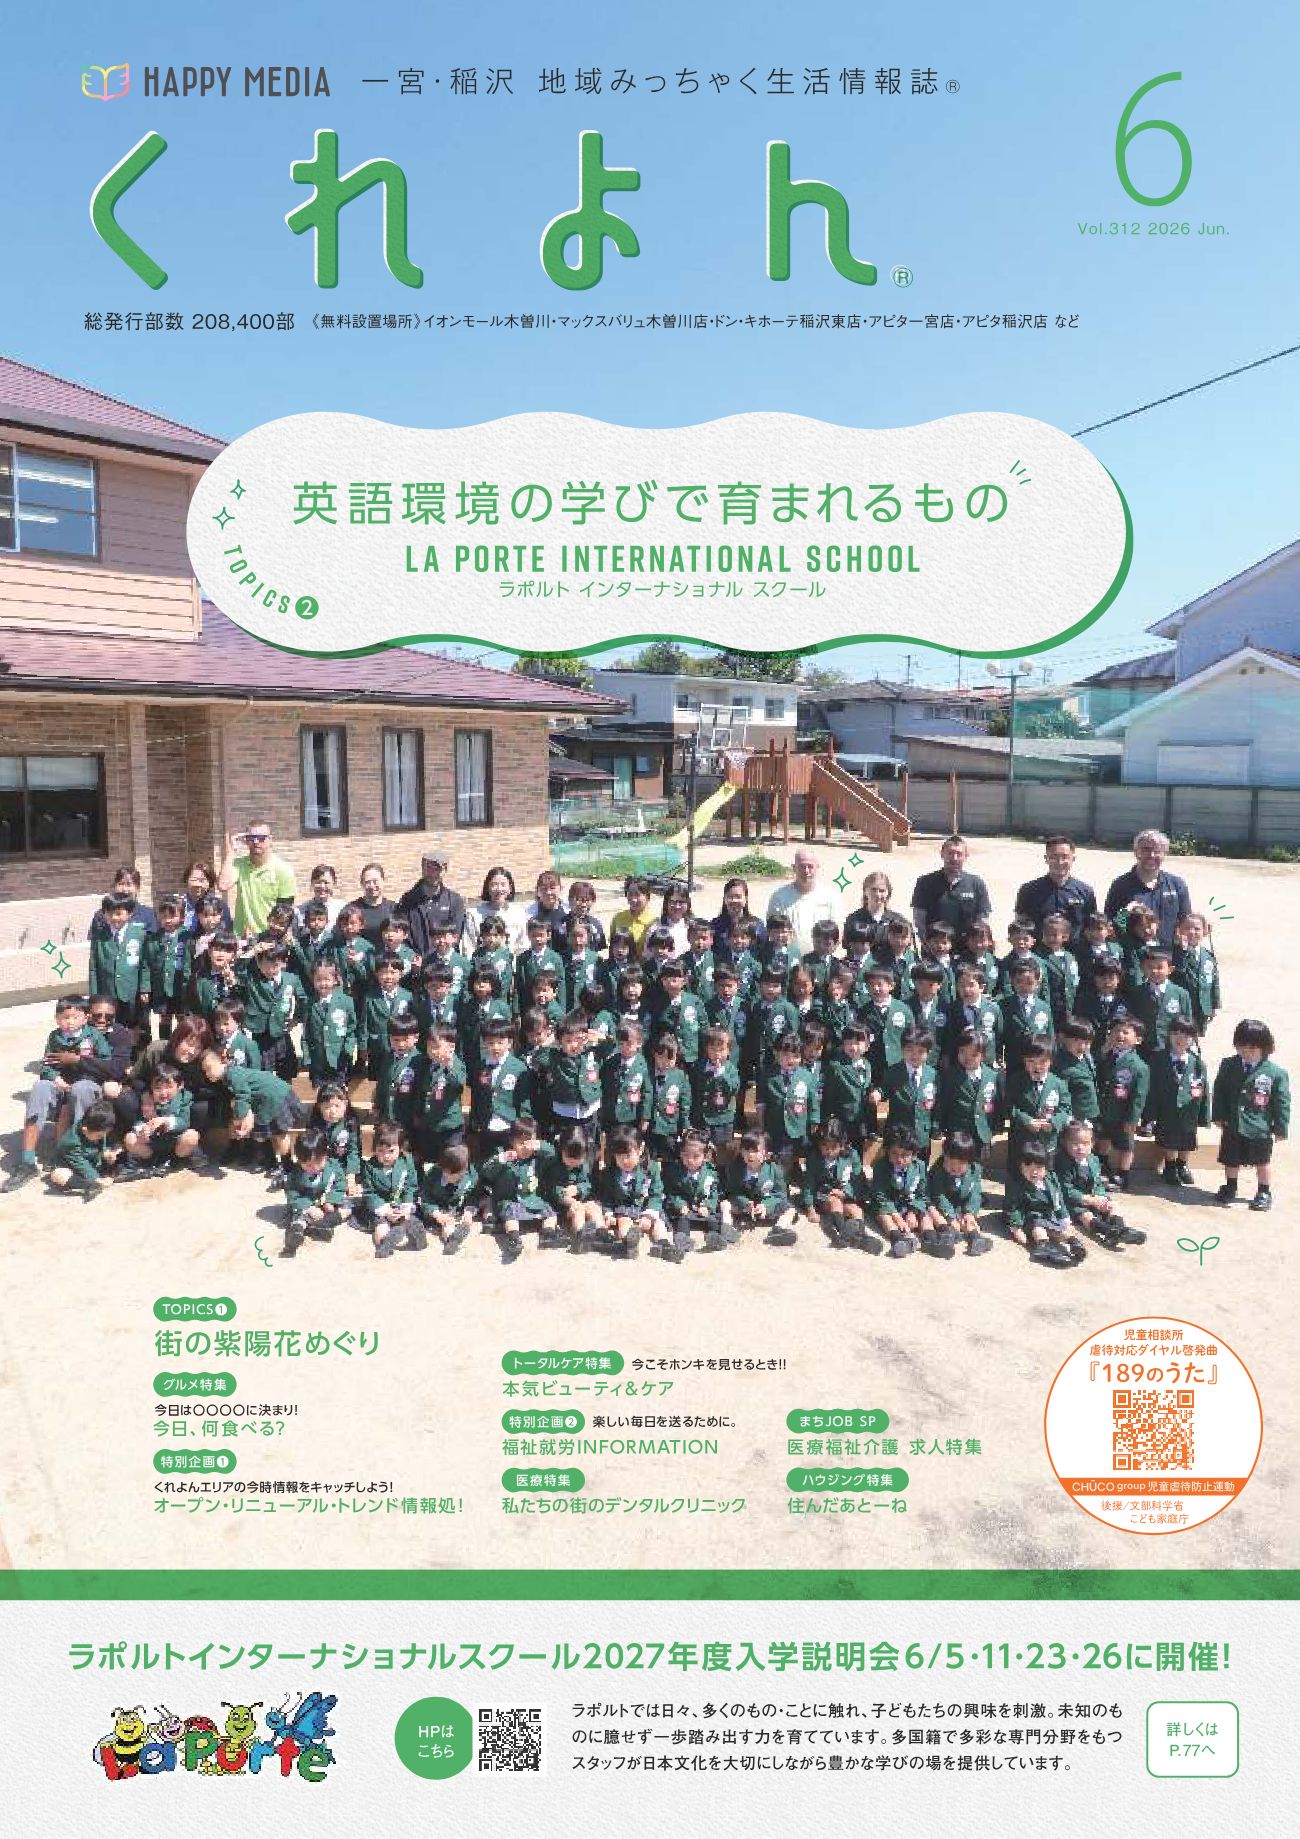 HAPPY MEDIA 一宮・稲沢 地域みっちゃく生活情報誌®
くれよん®
6
Vol.312 2026 Jun.
総発行部数 208,400部 《無料設置場所》イオンモール木曽川・マックスバリュ木曽川店・ドン・キホーテ稲沢東店・アピタ一宮店・アピタ稲沢店 など
英語環境の学びで育まれるもの
LA PORTE INTERNATIONAL SCHOOL
ラポルト インターナショナル スクール
TOPICS❷
TOPICS❶
街の紫陽花めぐり
グルメ特集
今日は〇〇〇〇に決まり!
今日、何食べる?
特別企画❶
くれよんエリアの今時情報をキャッチしよう!
オープン・リニューアル・トレンド情報処!
トータルケア特集 今こそホンキを見せるとき!!
本気ビューティ&ケア
特別企画❷ 楽しい毎日を送るために。
福祉就労INFORMATION
医療特集
私たちの街のデンタルクリニック
まちJOB SP
医療福祉介護 求人特集
ハウジング特集
住んだあとーね
児童相談所
虐待対応ダイヤル啓発曲
『189のうた』
CHŪCO group 児童虐待防止運動
後援/文部科学省
こども家庭庁
ラポルトインターナショナルスクール2027年度入学説明会6/5・11・23・26に開催!
La Porte
HPは
こちら
ラポルトでは日々、多くのもの・ことに触れ、子どもたちの興味を刺激。未知のも
のに臆せず一歩踏み出す力を育てています。多国籍で多彩な専門分野をもつ
スタッフが日本文化を大切にしながら豊かな学びの場を提供しています。
詳しくは
P.77へ